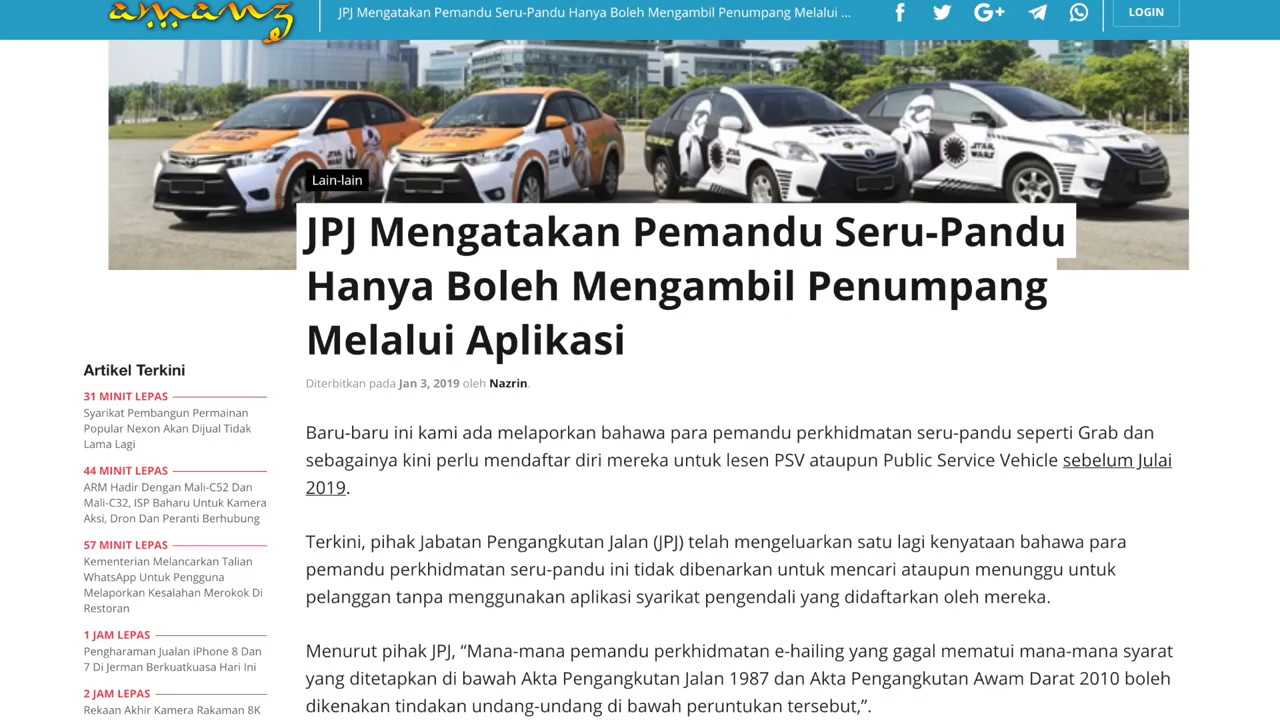 amanz
JPJ Mengatakan Pemandu Seru-Pandu Hanya Boleh Mengambil Penumpang Melalui ...
G+
LOGIN
STAR WARS
STAR WARS
STAR WARS
STAR WARS
Lain-lain
JPJ Mengatakan Pemandu Seru-Pandu
Hanya Boleh Mengambil Penumpang
Melalui Aplikasi
Diterbitkan pada Jan 3, 2019 oleh Nazrin.
Artikel Terkini
31 MINIT LEPAS
Syarikat Pembangun Permainan
Popular Nexon Akan Dijual Tidak
Lama Lagi
44 MINIT LEPAS
ARM Hadir Dengan Mali-C52 Dan
Mali-C32, ISP Baharu Untuk Kamera
Aksi, Dron Dan Peranti Berhubung
57 MINIT LEPAS
Kementerian Melancarkan Talian
WhatsApp Untuk Pengguna
Melaporkan Kesalahan Merokok Di
Restoran
1 JAM LEPAS
Pengharaman Jualan iPhone 8 Dan
7 Di Jerman Berkuatkuasa Hari Ini
2 JAM LEPAS
Rekaan Akhir Kamera Rakaman 8K
Baru-baru ini kami ada melaporkan bahawa para pemandu perkhidmatan seru-pandu seperti Grab dan
sebagainya kini perlu mendaftar diri mereka untuk lesen PSV ataupun Public Service Vehicle sebelum Julai
2019.
Terkini, pihak Jabatan Pengangkutan Jalan (JPJ) telah mengeluarkan satu lagi kenyataan bahawa para
pemandu perkhidmatan seru-pandu ini tidak dibenarkan untuk mencari ataupun menunggu untuk
pelanggan tanpa menggunakan aplikasi syarikat pengendali yang didaftarkan oleh mereka.
Menurut pihak JPJ, “Mana-mana pemandu perkhidmatan e-hailing yang gagal mematui mana-mana syarat
yang ditetapkan di bawah Akta Pengangkutan Jalan 1987 dan Akta Pengangkutan Awam Darat 2010 boleh
dikenakan tindakan undang-undang di bawah peruntukan tersebut,”.